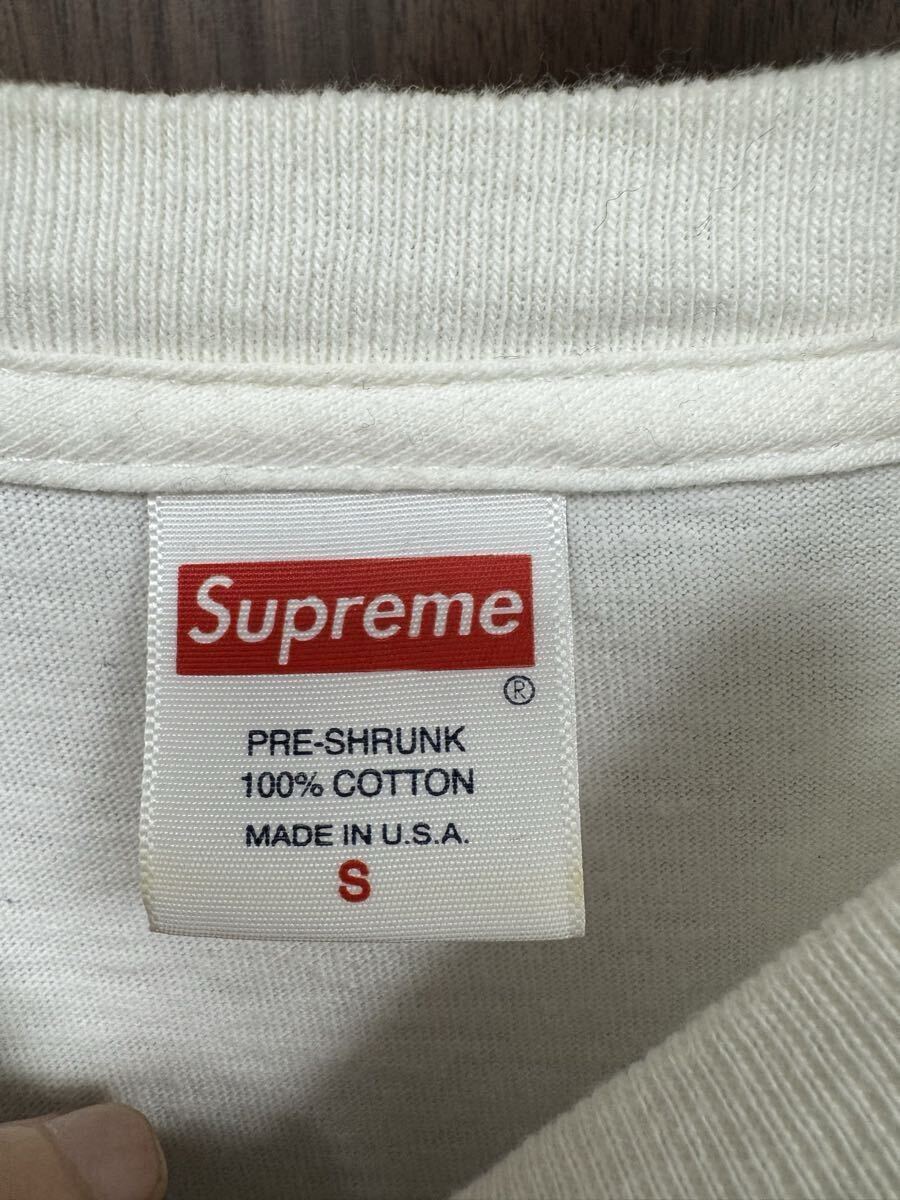 Supreme
®
PRE-SHRUNK
100% COTTON
MADE IN U.S.A.
S